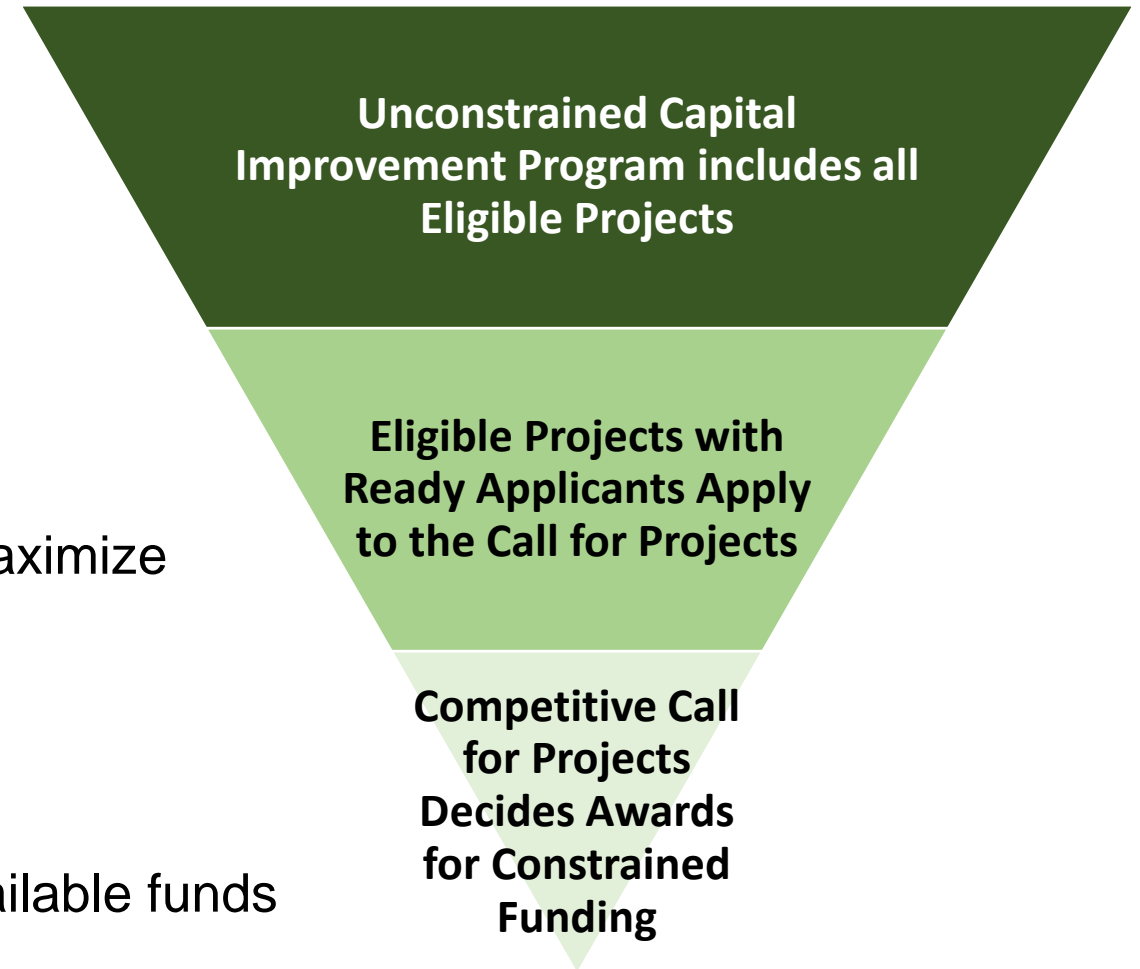 Unconstrained Capital
Improvement Program includes all
Eligible Projects
Eligible Projects with
Ready Applicants Apply
to the Call for Projects
aximize
Competitive Call
for Projects
Decides Awards
for Constrained
Funding
ailable funds